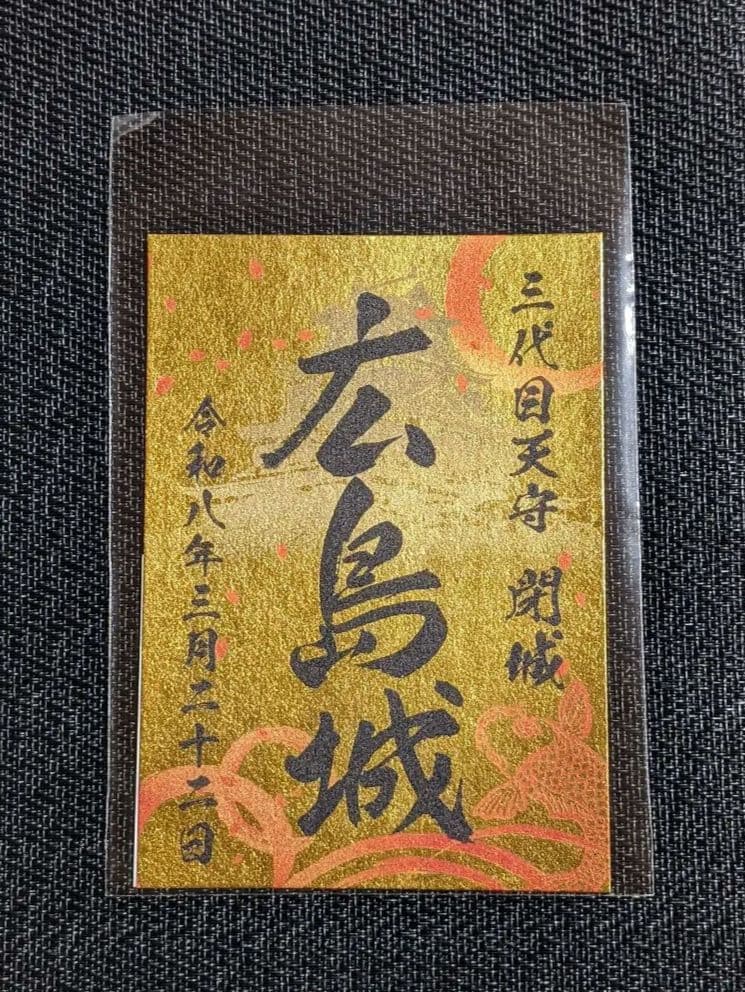 三代目天守 閉城
広島城
令和八年三月二十二日